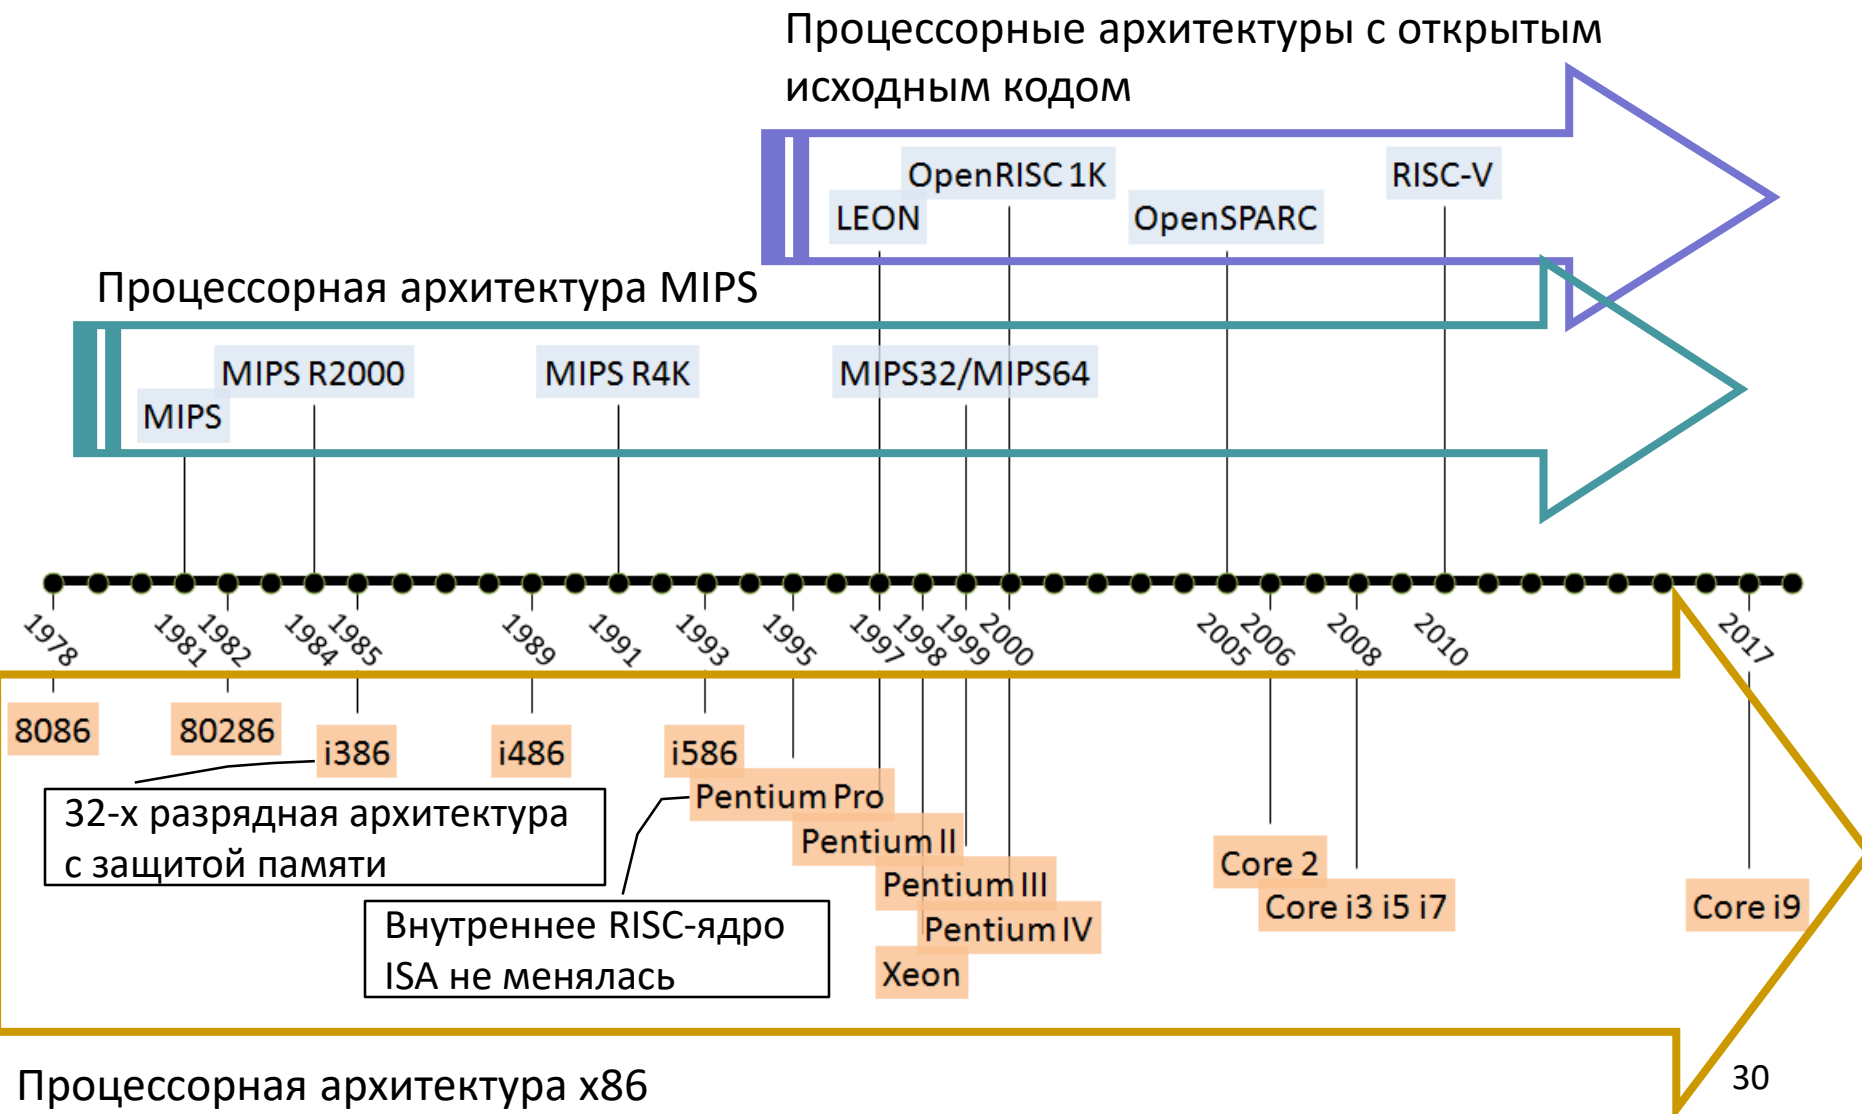 Процессорные архитектуры с открытым
исходным кодом
OpenRISC 1K
RISC-V
LEON
OpenSPARC
Процессорная архитектура MIPS
MIPS R2000
MIPS R4K
MIPS32/MIPS64
MIPS
1978
1981
1982
1984
1985
1989
1991
1993
1995
1997
1998
1999
2000
2005
2006
2008
2010
2017
8086
80286
i386
i486
i586
Pentium Pro
32-х разрядная архитектура
с защитой памяти
Pentium II
Core 2
Pentium III
Core i3 i5 i7
Core i9
Внутреннее RISC-ядро
ISA не менялась
Pentium IV
Xeon
Процессорная архитектура x86
30